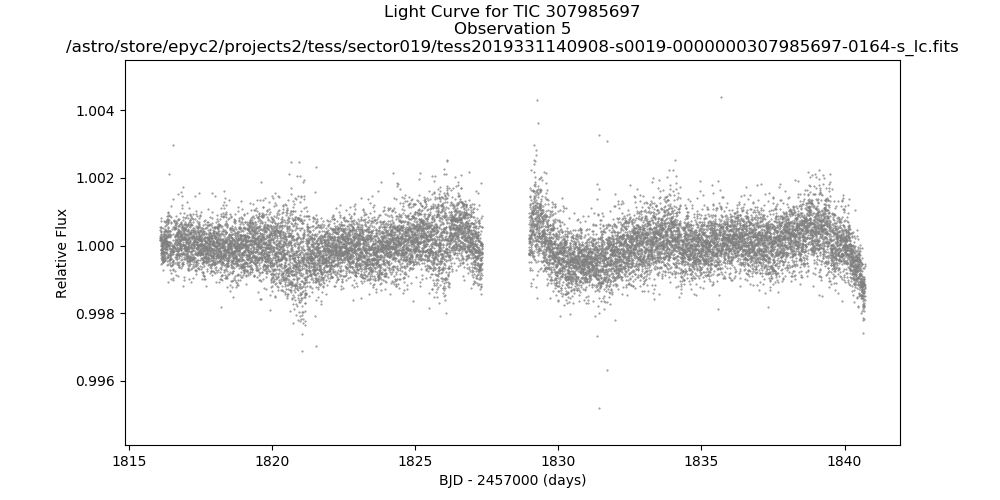 Light Curve for TIC 307985697
Observation 5
/astro/store/epyc2/projects2/tess/sector019/tess2019331140908-s0019-0000000307985697-0164-s_lc.fits
1.004
1.002
1.000
0.998
0.996
Relative Flux
1815
1820
1825
1830
1835
1840
BJD - 2457000 (days)